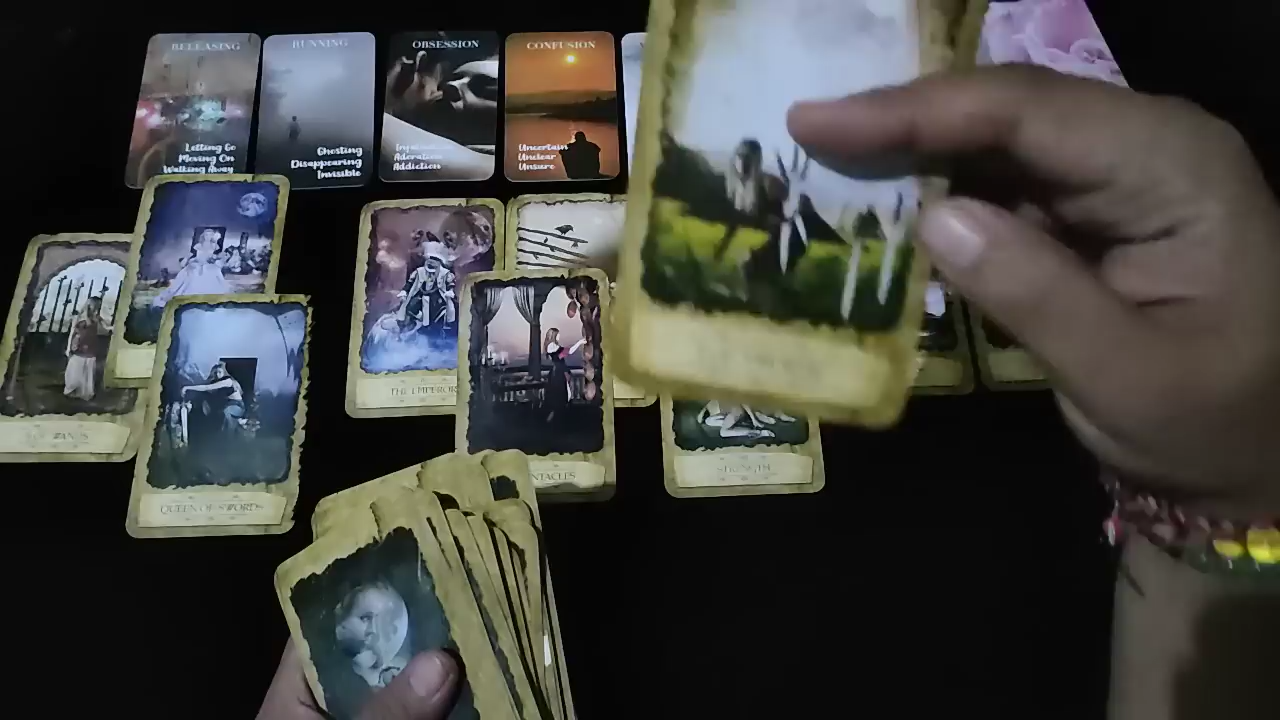 RELEASING
Letting Go
Moving On
Walking Away
RUNNING
Ghosting
Disappearing
Invisible
OBSESSION
Adoration
Addiction
CONFUSION
Uncertain
Unclear
Unsure
THE EMPEROR
WANDS
QUEEN OF SWORDS
NTACLES
STRENGTH